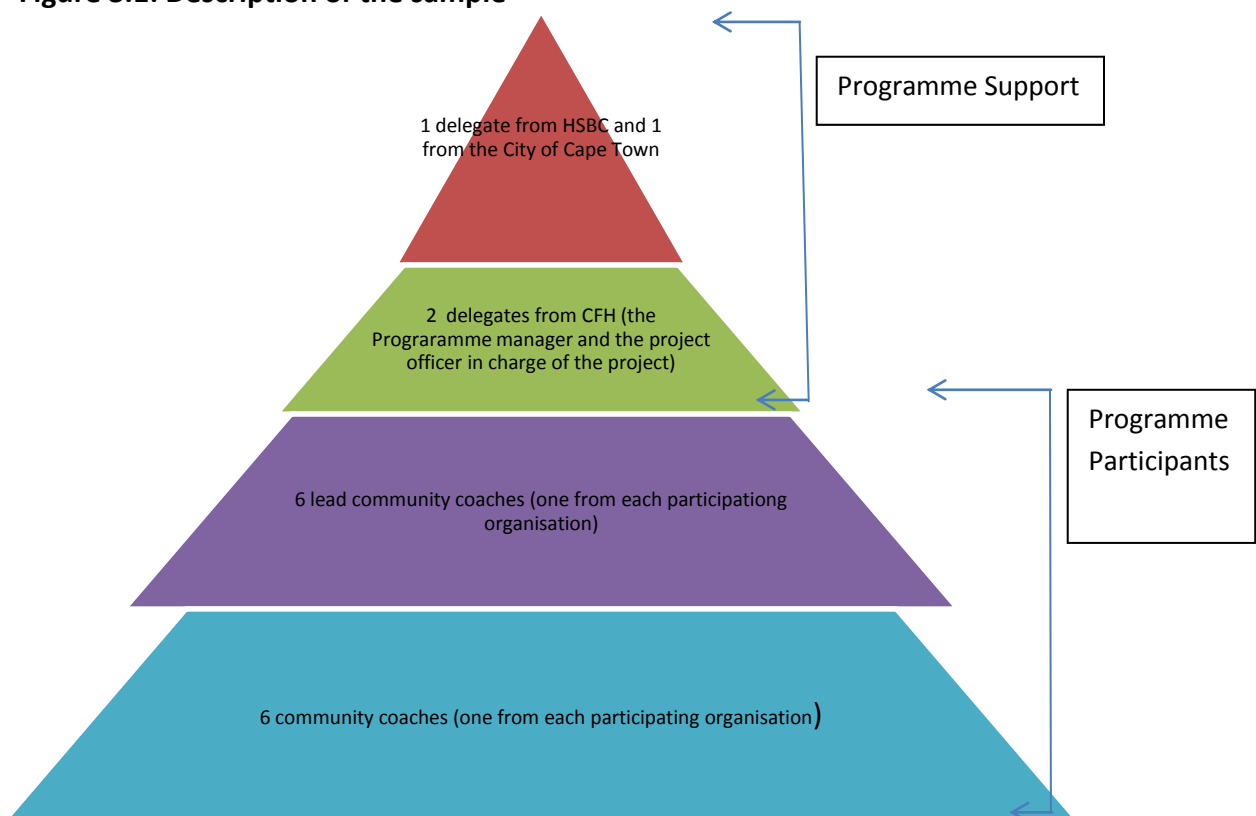 Figure Description of the sample
Programme Support
1 delegate from HSBC and 1
from the City of Cape Town
2 delegates from CFH (the
Prograramme manager and the project
officer in charge of the project)
Programme
Participants
6 lead community coaches (one from each participationg
organisation)
6 community coaches (one from each participating organisation)